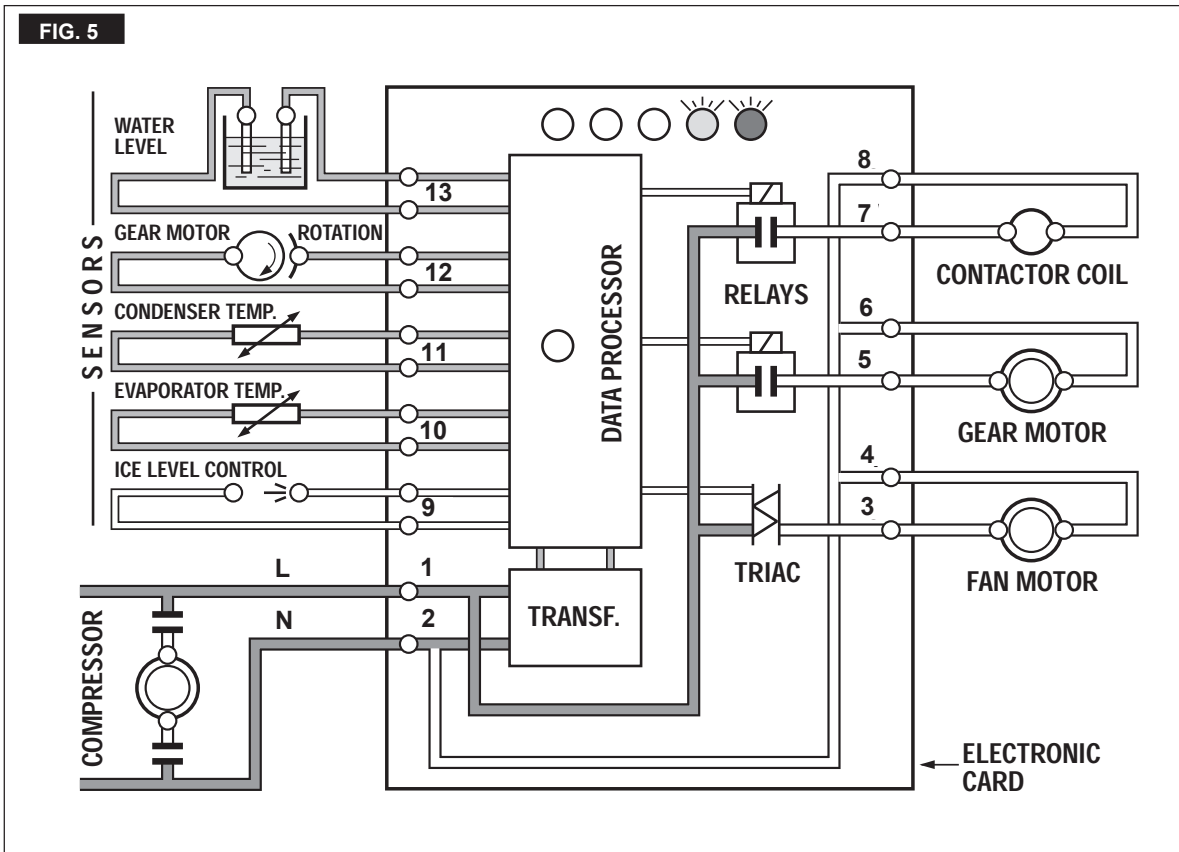 FIG. 5
WATER
LEVEL
13
GEAR MOTOR ROTATION
12
CONDENSER TEMP.
11
EVAPORATOR TEMP.
10
ICE LEVEL CONTROL
9
SENSORS
L
1
N
2
COMPRESSOR
DATA PROCESSOR
TRANSF.
RELAYS
TRIAC
8
7
CONTACTOR COIL
6
5
GEAR MOTOR
4
3
FAN MOTOR
ELECTRONIC
CARD